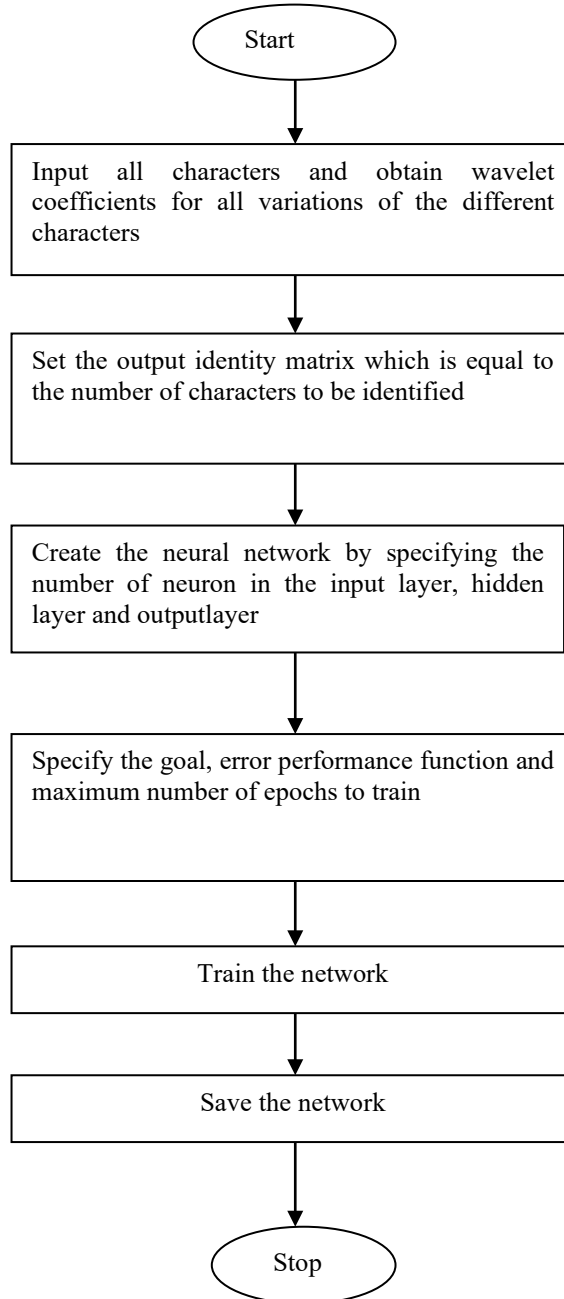 Start
Input all characters and obtain wavelet
coefficients for all variations of the different
characters
Set the output identity matrix which is equal to
the number of characters to be identified
Create the neural network by specifying the
number of neuron in the input layer, hidden
layer and outputlayer
Specify the goal, error performance function and
maximum number of epochs to train
Train the network
Save the network
Stop